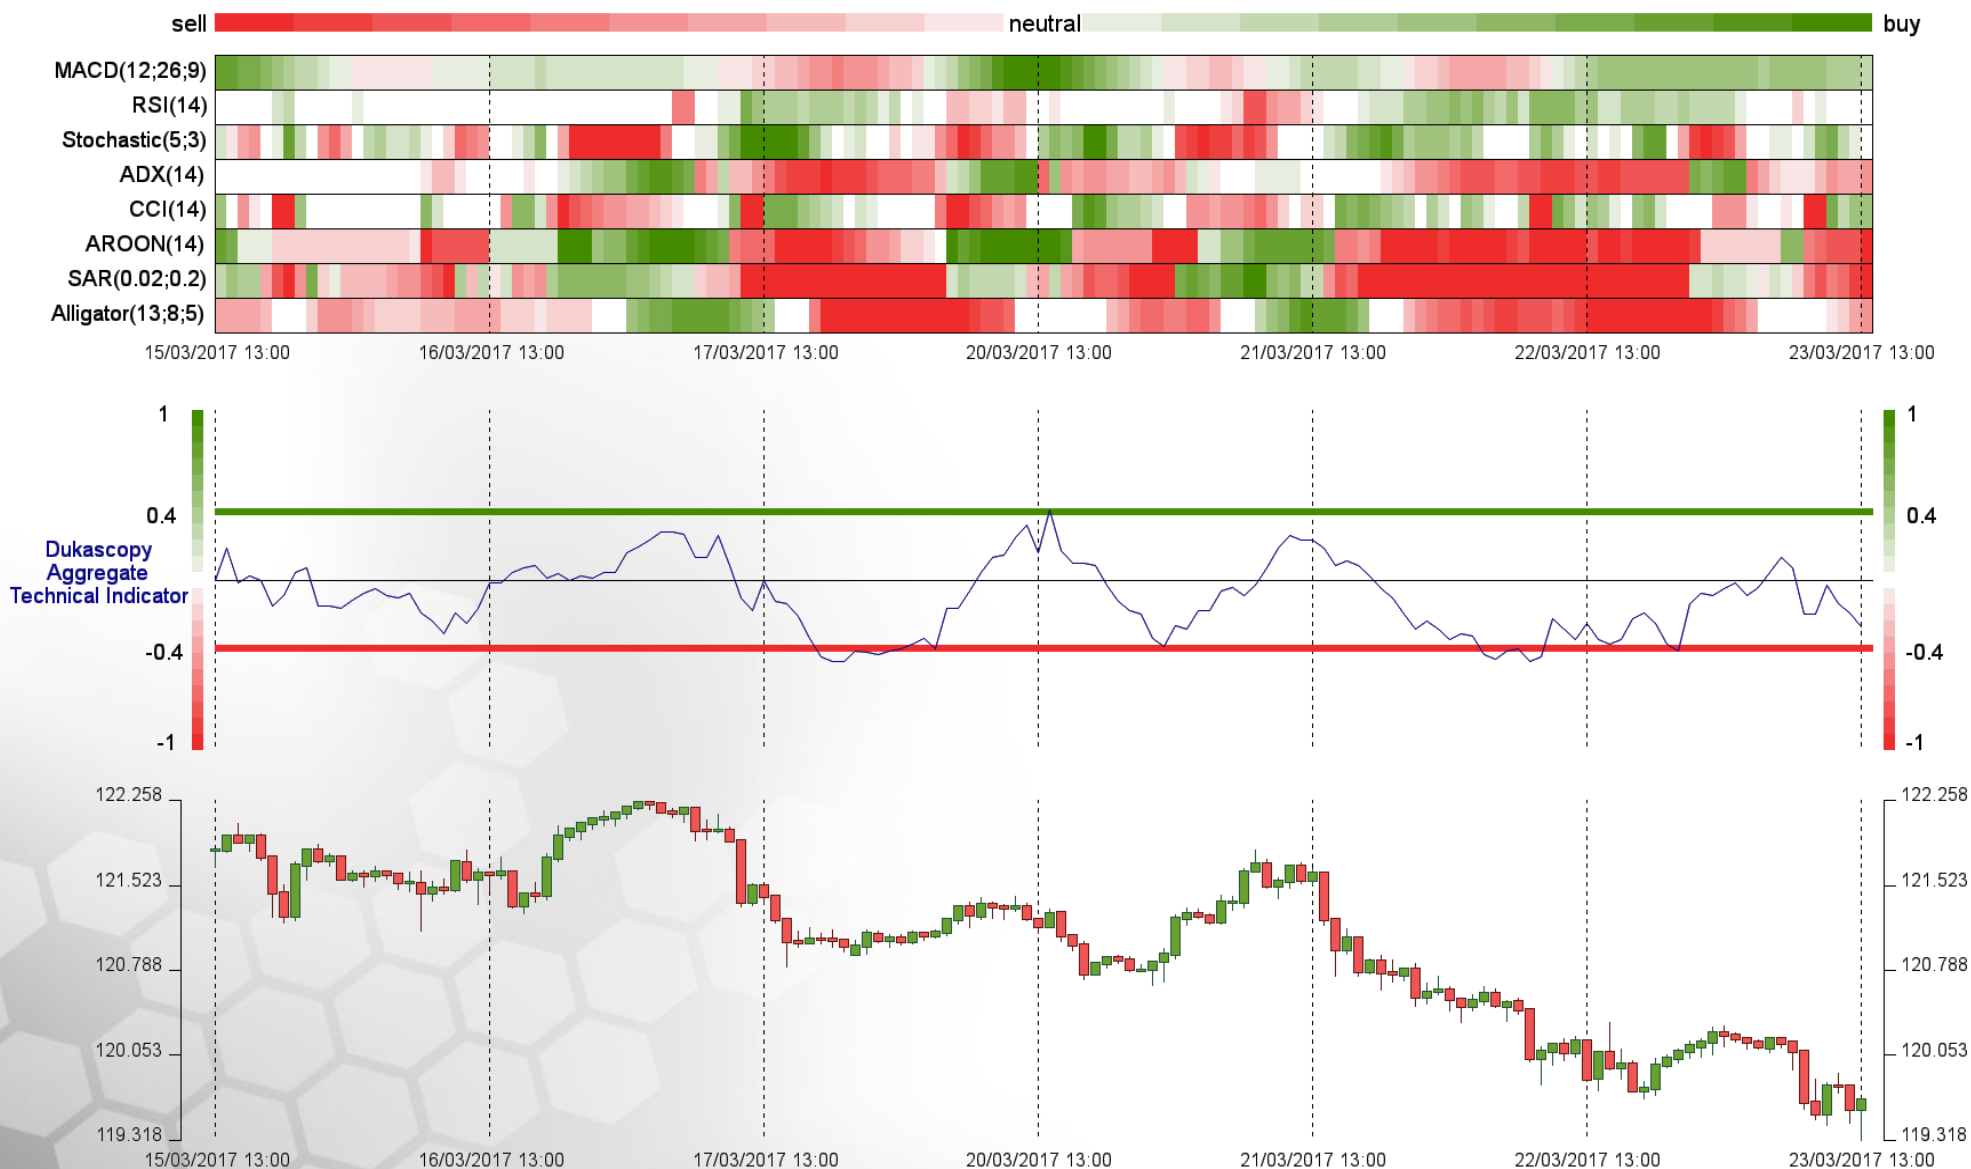 sell neutral buy
MACD(12;26;9)
RSI(14)
Stochastic(5;3)
ADX(14)
CCI(14)
AROON(14)
SAR(0.02;0.2)
Alligator(13;8;5)
15/03/2017 13:00 16/03/2017 13:00 17/03/2017 13:00 20/03/2017 13:00 21/03/2017 13:00 22/03/2017 13:00 23/03/2017 13:00
1 1
0.4 0.4
Dukascopy
Aggregate
Technical Indicator
-0.4 -0.4
-1 -1
122.258 122.258
121.523 121.523
120.788 120.788
120.053 120.053
119.318 119.318
15/03/2017 13:00 16/03/2017 13:00 17/03/2017 13:00 20/03/2017 13:00 21/03/2017 13:00 22/03/2017 13:00 23/03/2017 13:00